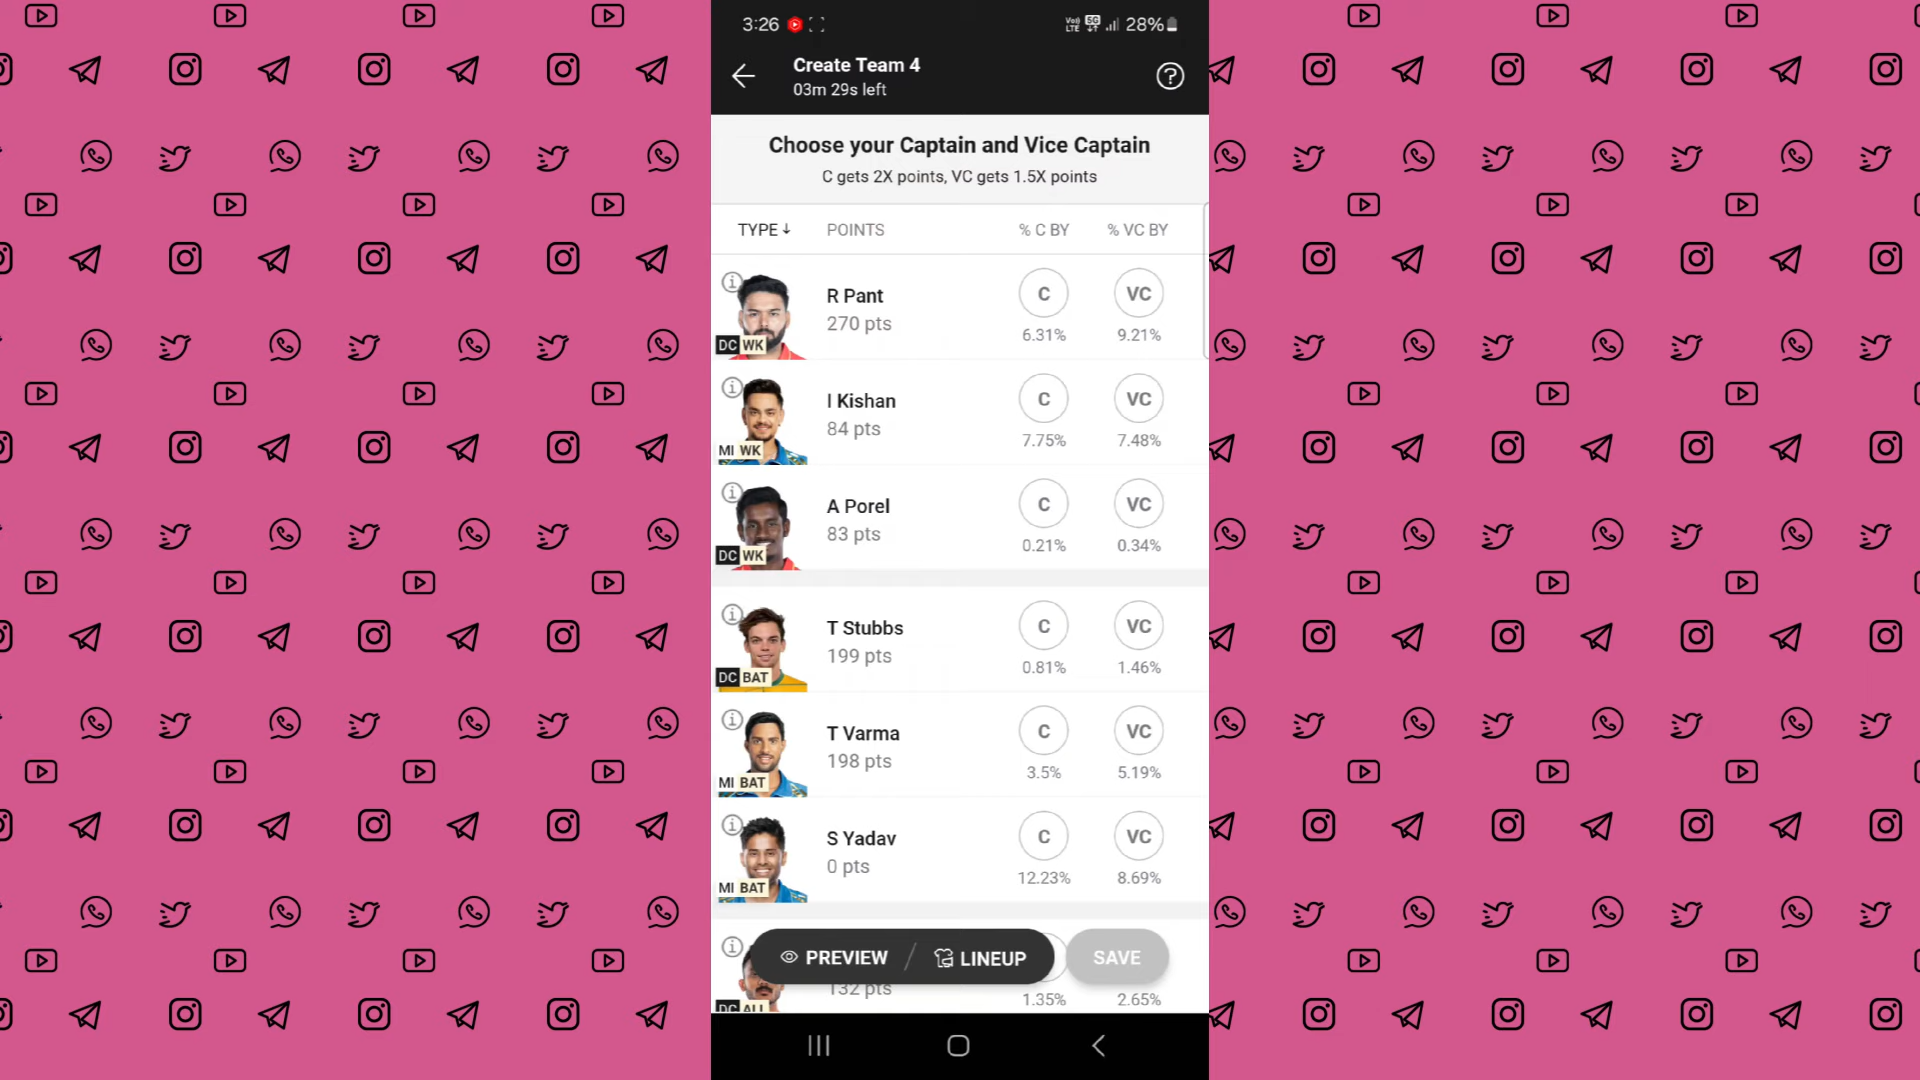 3:26 Vo) LTE 5G 28%
Create Team 4
03m 29s left
Choose your Captain and Vice Captain
C gets 2X points, VC gets 1.5X points
TYPE↓ POINTS % C BY % VC BY
R Pant C VC
270 pts
DC WK 6.31% 9.21%
I Kishan C VC
84 pts
MI WK 7.75% 7.48%
A Porel C VC
83 pts
DC WK 0.21% 0.34%
T Stubbs C VC
199 pts
DC BAT 0.81% 1.46%
T Varma C VC
198 pts
MI BAT 3.5% 5.19%
S Yadav C VC
0 pts
MI BAT 12.23% 8.69%
PREVIEW / LINEUP SAVE
132 pts
DC ALL 1.35% 2.65%